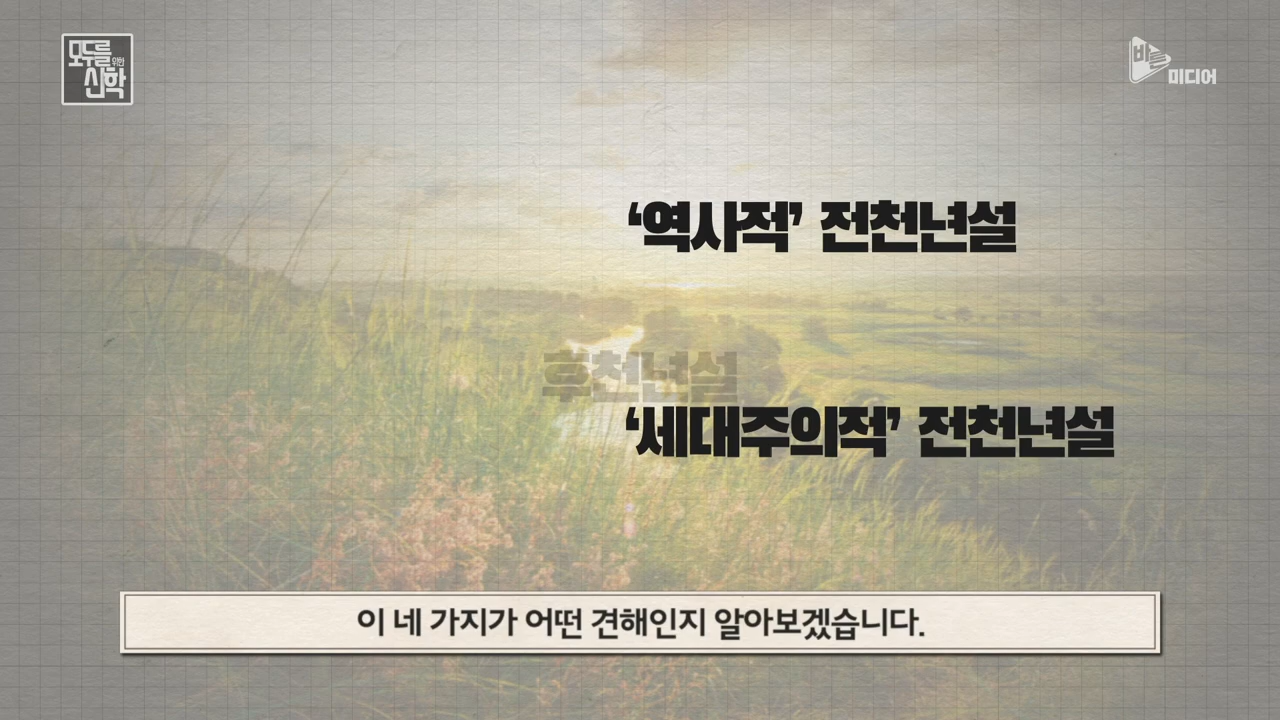 모두를 위한
신학
바른
미디어
‘역사적’ 전천년설
후천년설
‘세대주의적’ 전천년설
이 네 가지가 어떤 견해인지 알아보겠습니다.